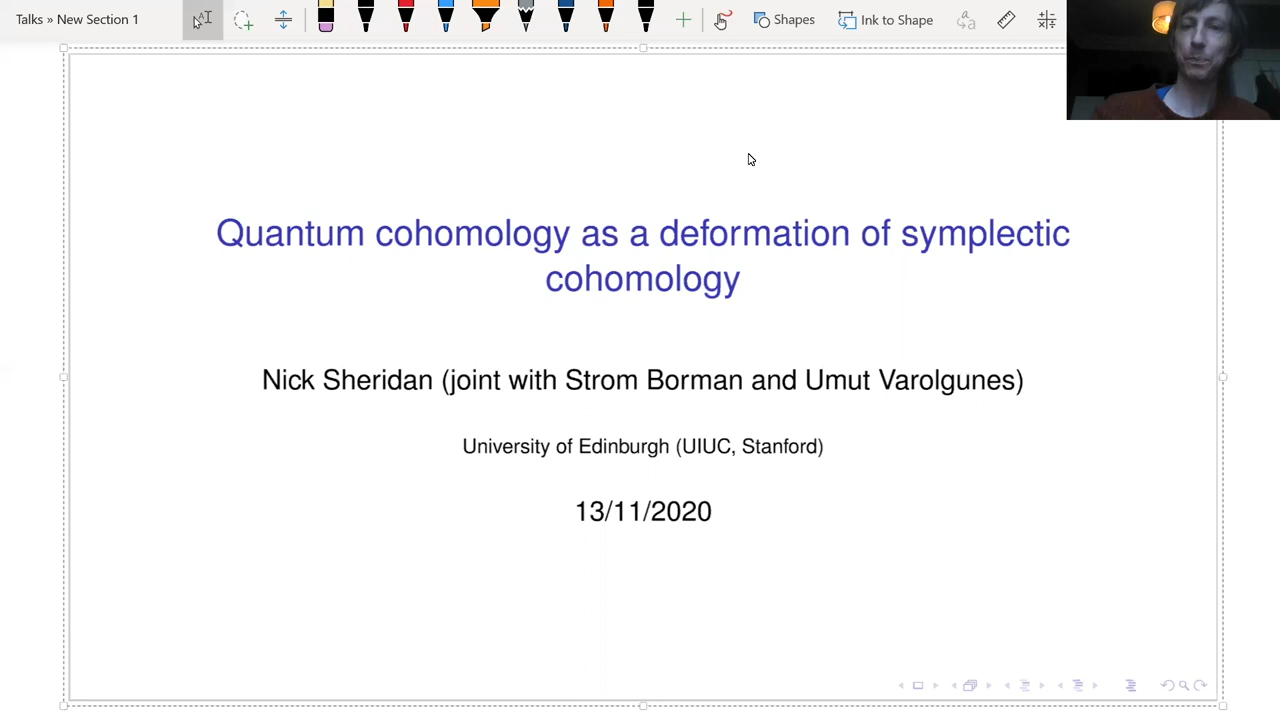 Talks » New Section 1
Shapes
Ink to Shape
Quantum cohomology as a deformation of symplectic
cohomology
Nick Sheridan (joint with Strom Borman and Umut Varolgunes)
University of Edinburgh (UIUC, Stanford)
13/11/2020